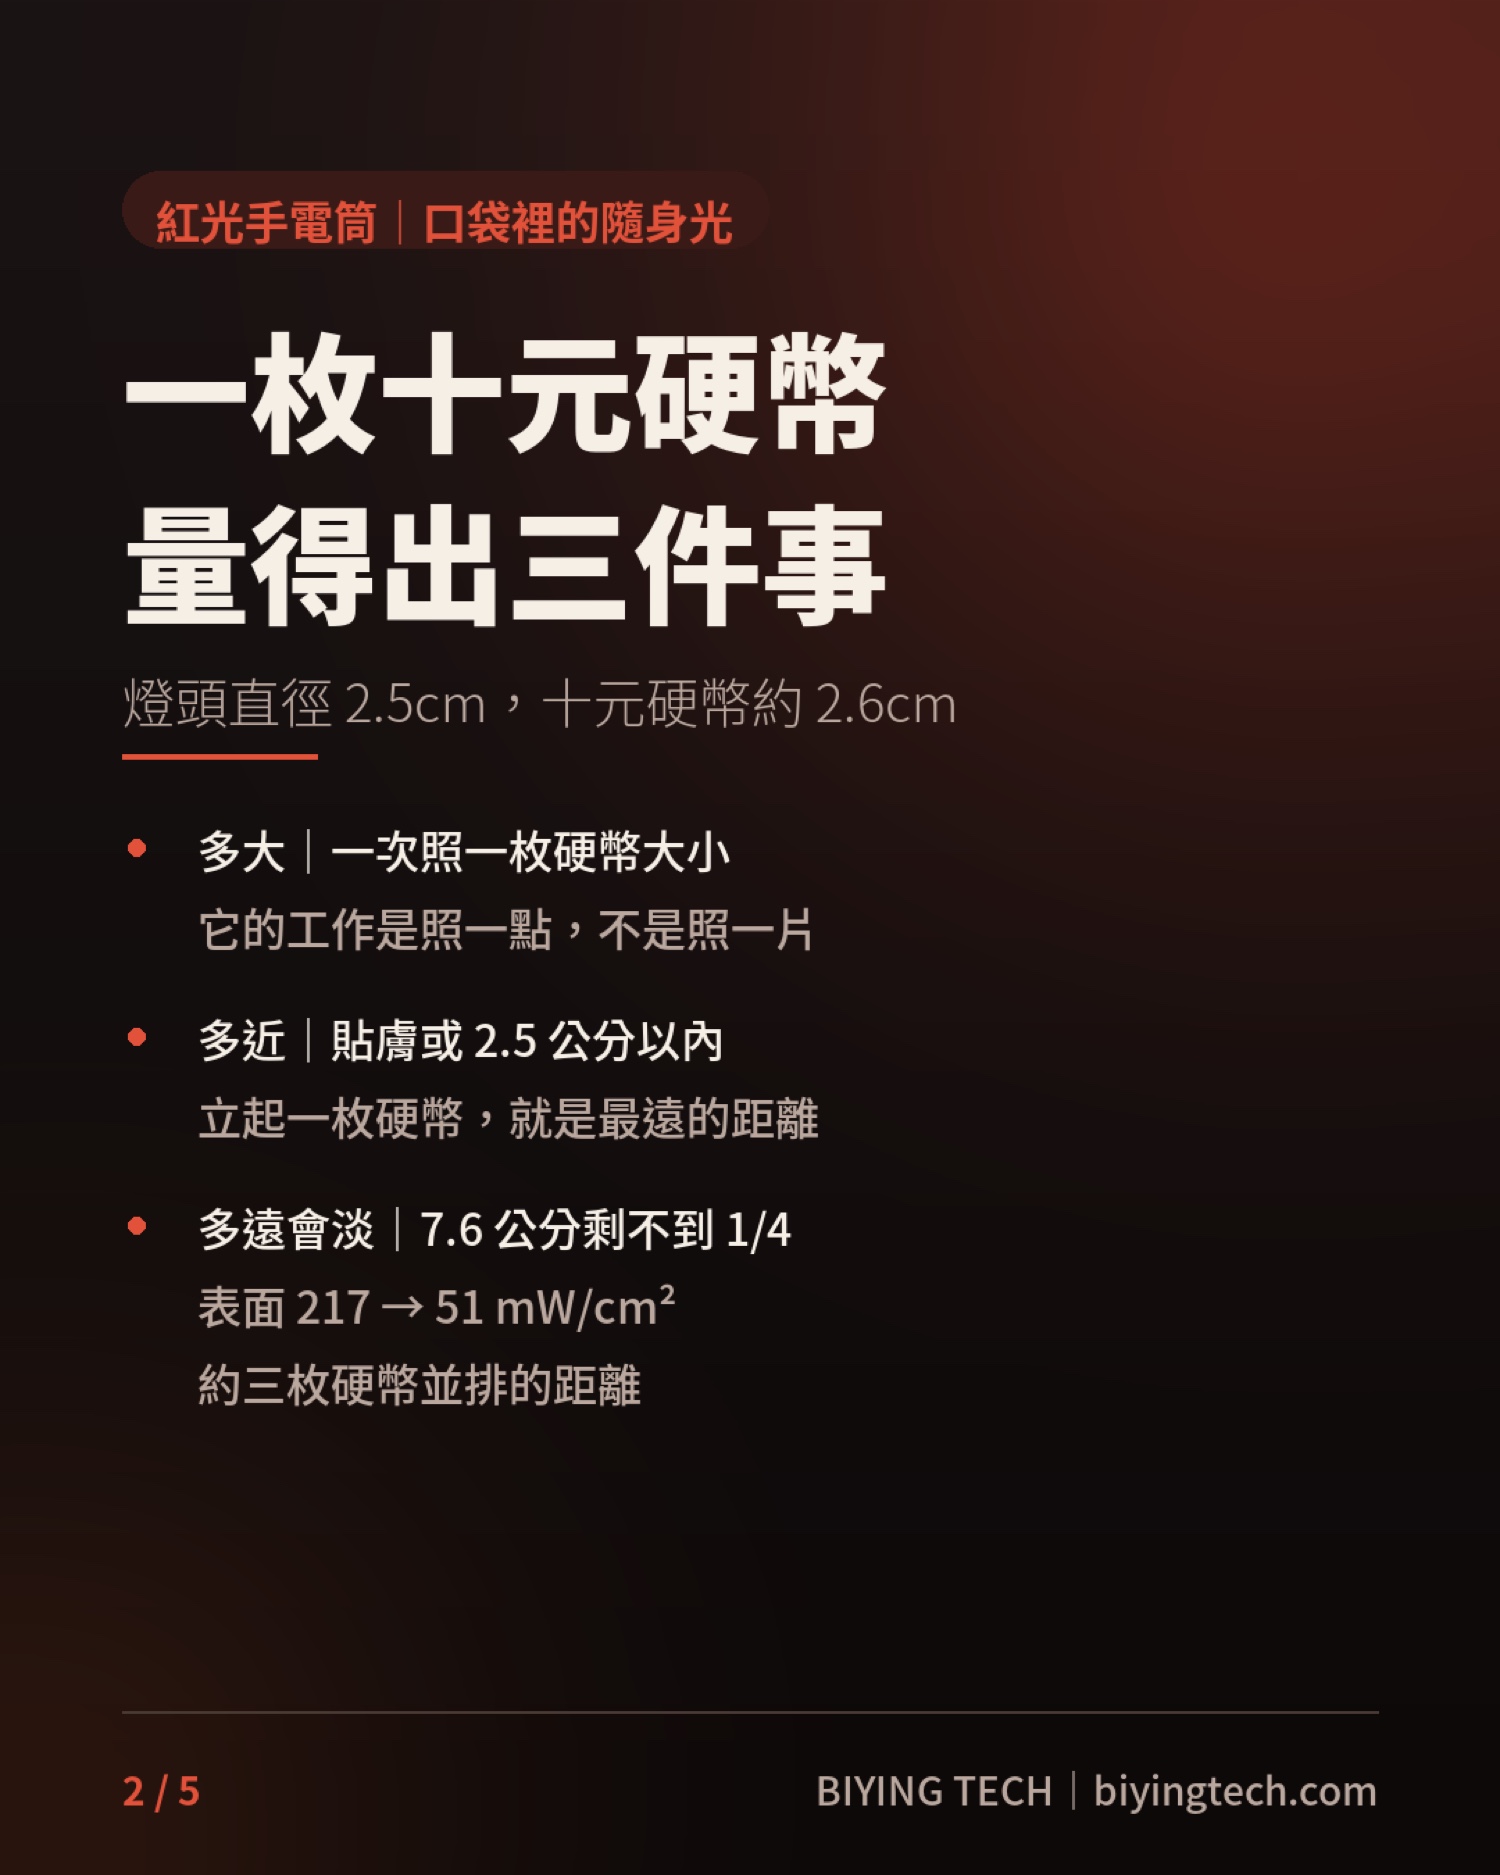 紅光手電筒｜口袋裡的隨身光
一枚十元硬幣
量得出三件事
燈頭直徑 2.5cm，十元硬幣約 2.6cm
多大｜一次照一枚硬幣大小
它的工作是照一點，不是照一片
多近｜貼膚或 2.5 公分以內
立起一枚硬幣，就是最遠的距離
多遠會淡｜7.6 公分剩不到 1/4
表面 217 → 51 mW/cm²
約三枚硬幣並排的距離
2 / 5
BIYING TECH｜biyingtech.com